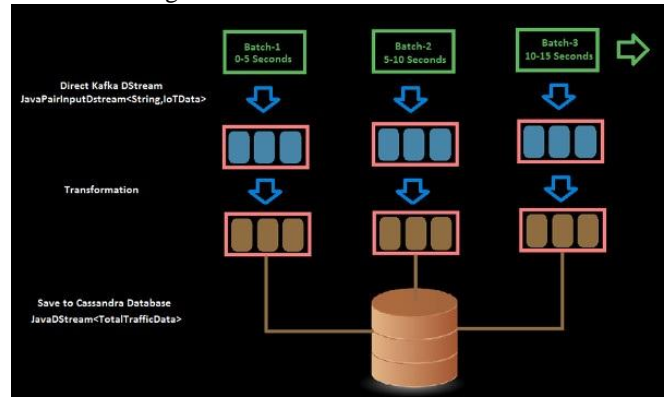 Batch-1
0-5 Seconds
Batch-2
5-10 Seconds
Batch-3
10-15 Seconds
Direct Kafka DStream
JavaPairInputDstream<String,IoTData>
Transformation
Save to Cassandra Database
JavaDStream<TotalTrafficData>